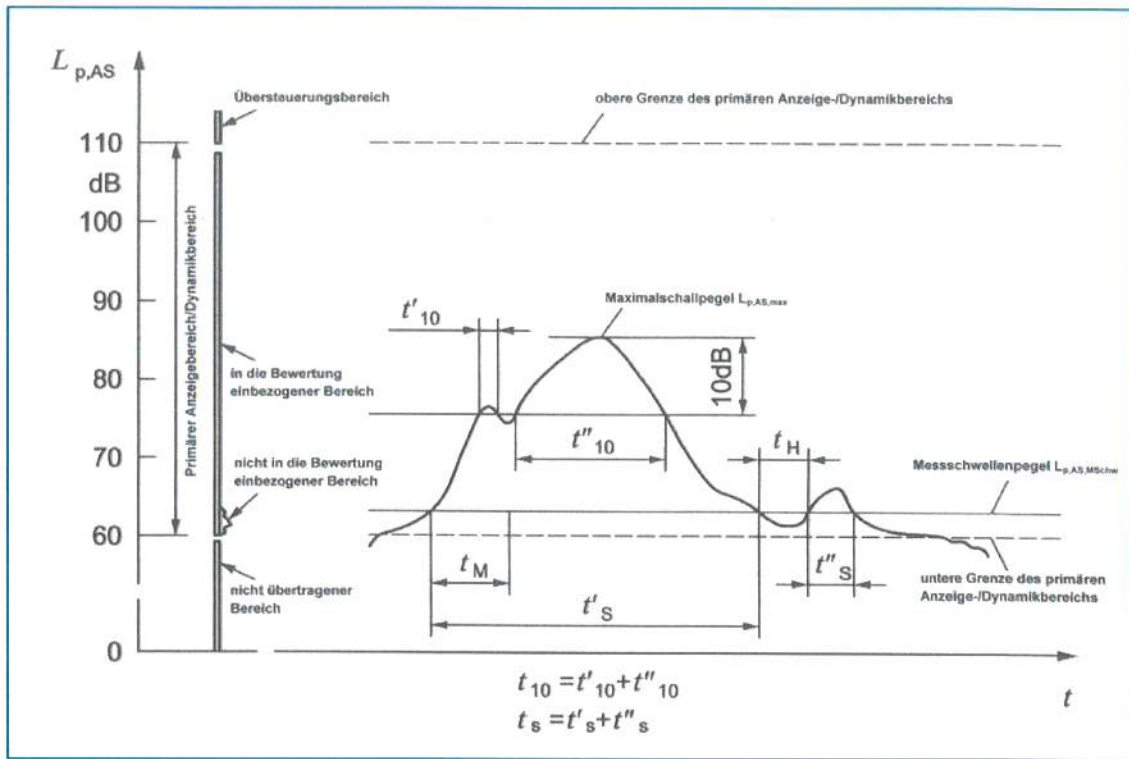 L p,AS
Übersteuerungsbereich
obere Grenze des primären Anzeige-/Dynamikbereichs
110
dB
100
90
80
70
60
0
Primärer Anzeigebereich/Dynamikbereich
in die Bewertung
einbezogener Bereich
nicht in die Bewertung
einbezogener Bereich
nicht übertragener
Bereich
t'10
Maximalschallpegel Lp,AS,max
10dB
t"10
tH
Messschwellenpegel Lp,AS,MSchw
tM
t"S
untere Grenze des primären
Anzeige-/Dynamikbereichs
t'S
t10 =t'10+t"10
ts =t's+t"s
t